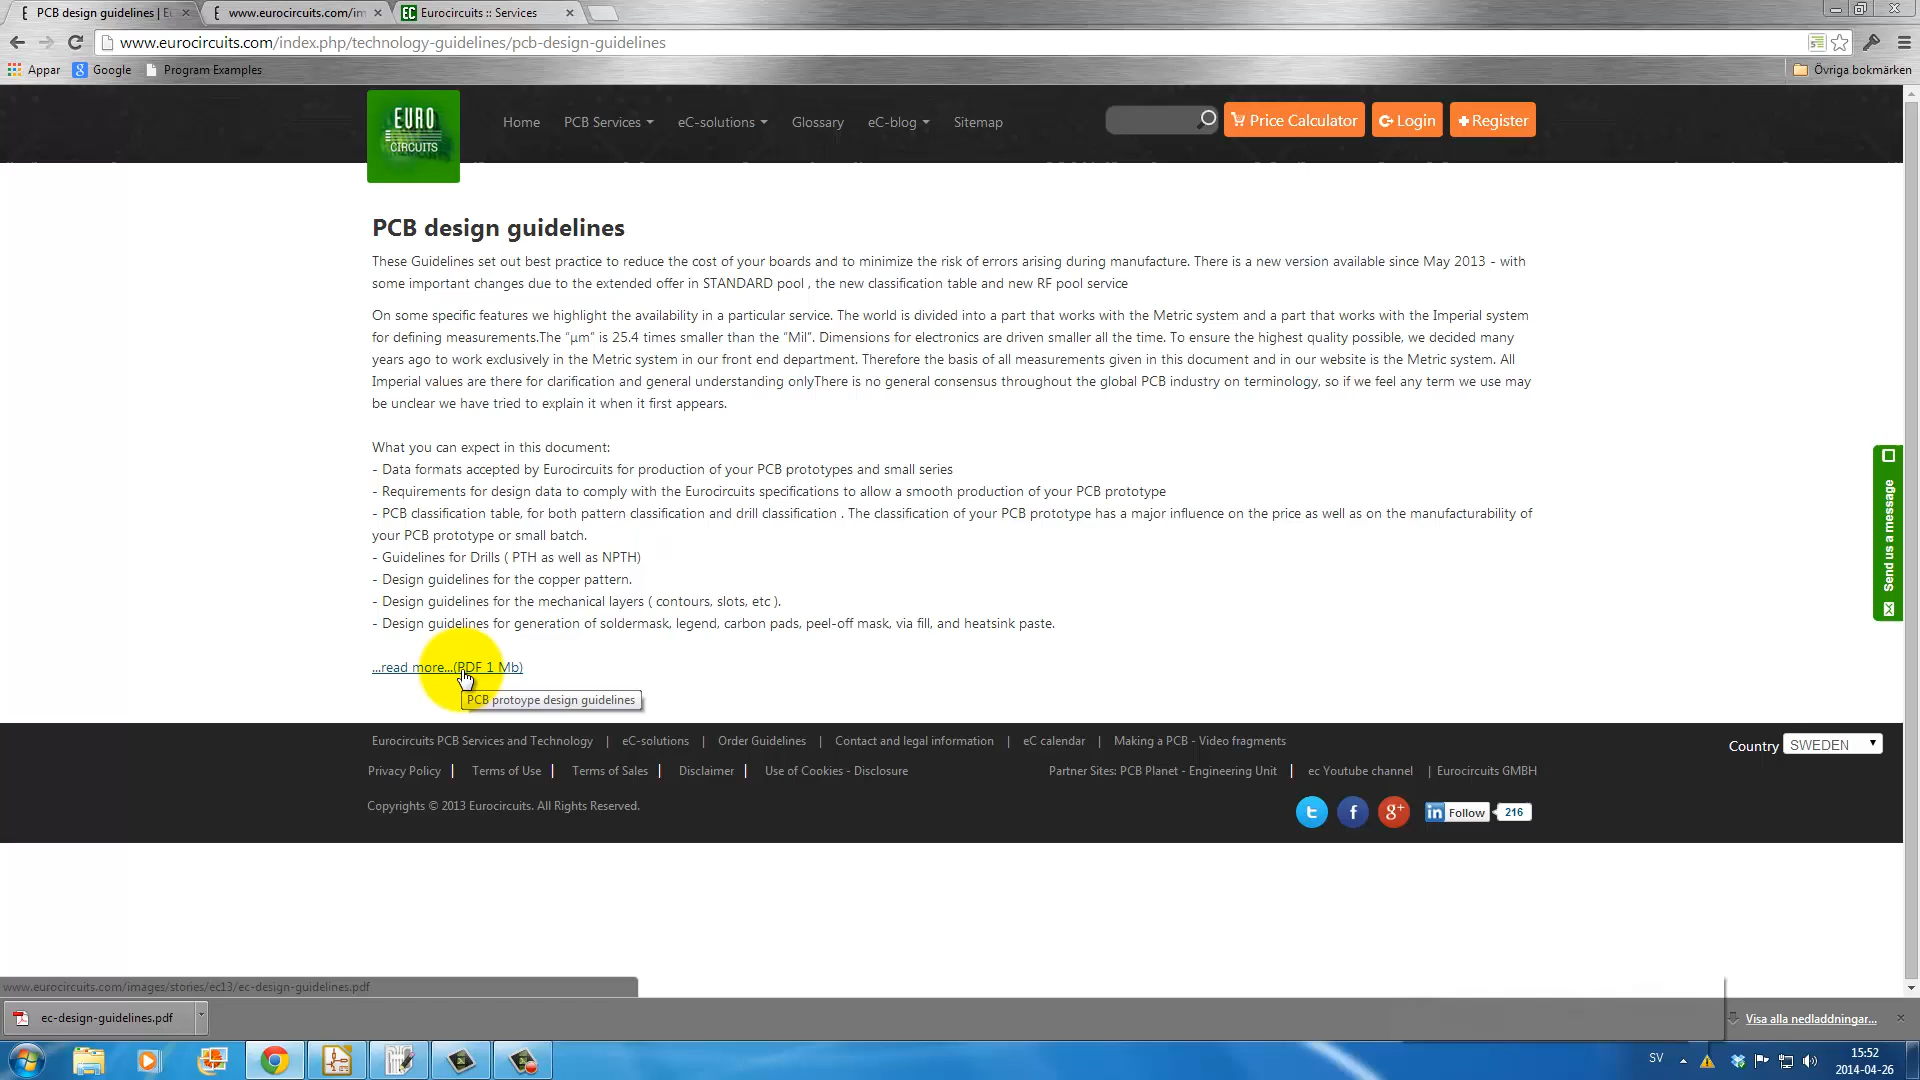 PCB design guidelines | E
www.eurocircuits.com/im
EC Eurocircuits :: Services
www.eurocircuits.com/index.php/technology-guidelines/pcb-design-guidelines
Appar
Google
Program Examples
Övriga bokmärken
EURO
CIRCUITS
Home
PCB Services
eC-solutions
Glossary
eC-blog
Sitemap
Price Calculator
Login
Register
PCB design guidelines
These Guidelines set out best practice to reduce the cost of your boards and to minimize the risk of errors arising during manufacture. There is a new version available since May 2013 - with
some important changes due to the extended offer in STANDARD pool , the new classification table and new RF pool service
On some specific features we highlight the availability in a particular service. The world is divided into a part that works with the Metric system and a part that works with the Imperial system
for defining measurements.The “µm” is 25.4 times smaller than the “Mil”. Dimensions for electronics are driven smaller all the time. To ensure the highest quality possible, we decided many
years ago to work exclusively in the Metric system in our front end department. Therefore the basis of all measurements given in this document and in our website is the Metric system. All
Imperial values are there for clarification and general understanding onlyThere is no general consensus throughout the global PCB industry on terminology, so if we feel any term we use may
be unclear we have tried to explain it when it first appears.
What you can expect in this document:
- Data formats accepted by Eurocircuits for production of your PCB prototypes and small series
- Requirements for design data to comply with the Eurocircuits specifications to allow a smooth production of your PCB prototype
- PCB classification table, for both pattern classification and drill classification . The classification of your PCB prototype has a major influence on the price as well as on the manufacturability of
your PCB prototype or small batch.
- Guidelines for Drills ( PTH as well as NPTH)
- Design guidelines for the copper pattern.
- Design guidelines for the mechanical layers ( contours, slots, etc ).
- Design guidelines for generation of soldermask, legend, carbon pads, peel-off mask, via fill, and heatsink paste.
...read more...(PDF 1 Mb)
PCB protoype design guidelines
Send us a message
Eurocircuits PCB Services and Technology | eC-solutions | Order Guidelines | Contact and legal information | eC calendar | Making a PCB - Video fragments
Country SWEDEN
Privacy Policy | Terms of Use | Terms of Sales | Disclaimer | Use of Cookies - Disclosure
Partner Sites: PCB Planet - Engineering Unit | ec Youtube channel | Eurocircuits GMBH
Copyrights © 2013 Eurocircuits. All Rights Reserved.
in Follow 216
www.eurocircuits.com/images/stories/ec13/ec-design-guidelines.pdf
ec-design-guidelines.pdf
Visa alla nedladdningar...
SV
15:52
2014-04-26